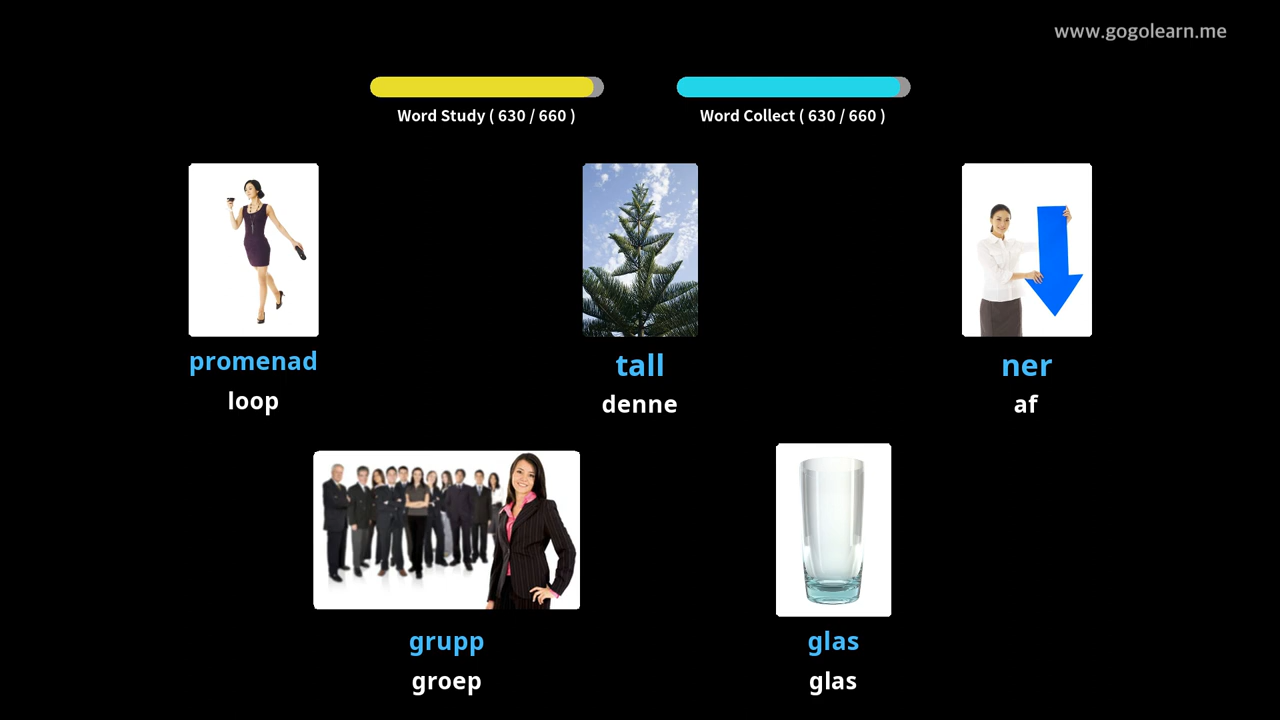 www.gogolearn.me
Word Study ( 630 / 660 )
Word Collect ( 630 / 660 )
promenad
loop
tall
denne
ner
af
grupp
groep
glas
glas